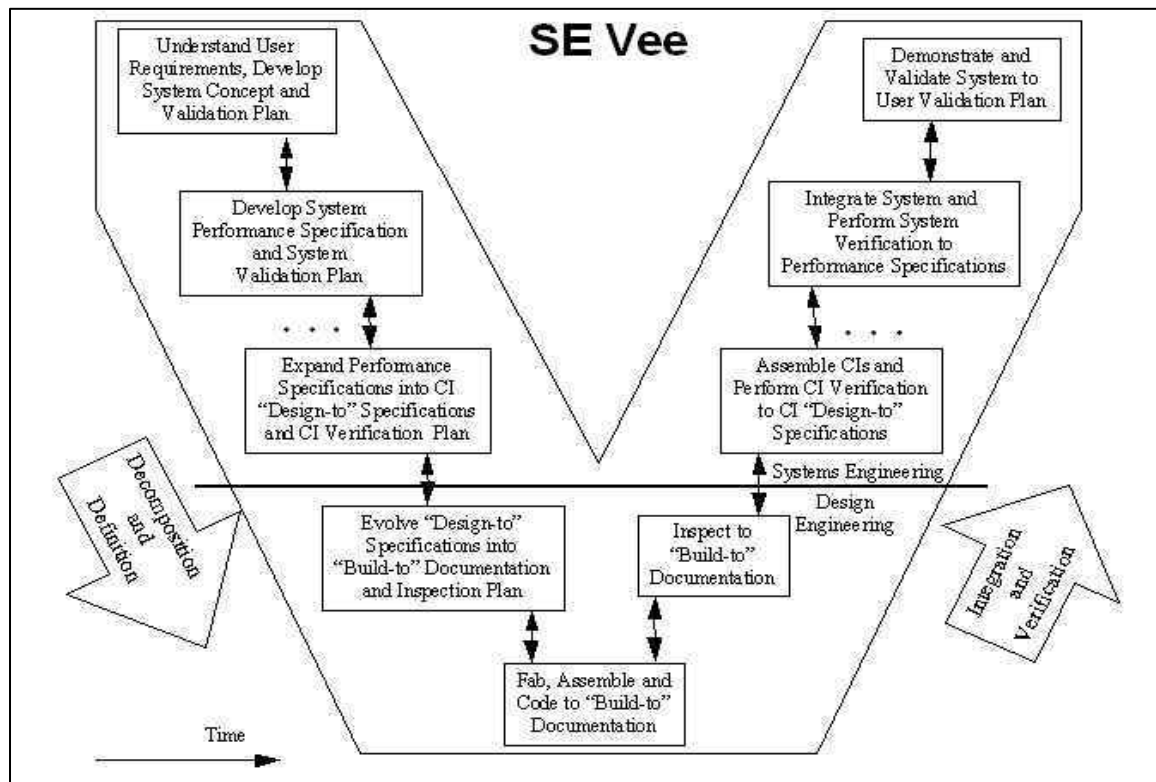 SE Vee
Understand User
Requirements, Develop
System Concept and
Validation Plan
Demonstrate and
Validate System to
User Validation Plan
Develop System
Performance Specification
and System
Validation Plan
Integrate System and
Perform System
Verification to
Performance Specifications
. . .
. . .
Expand Performance
Specifications into CI
“Design-to” Specifications
and CI Verification Plan
Assemble CIs and
Perform CI Verification
to CI “Design-to”
Specifications
Systems Engineering
Design
Engineering
Decomposition
and
Definition
Evolve “Design-to”
Specifications into
“Build-to” Documentation
and Inspection Plan
Inspect to
“Build-to”
Documentation
Integration
and
Verification
Fab, Assemble and
Code to “Build-to”
Documentation
Time